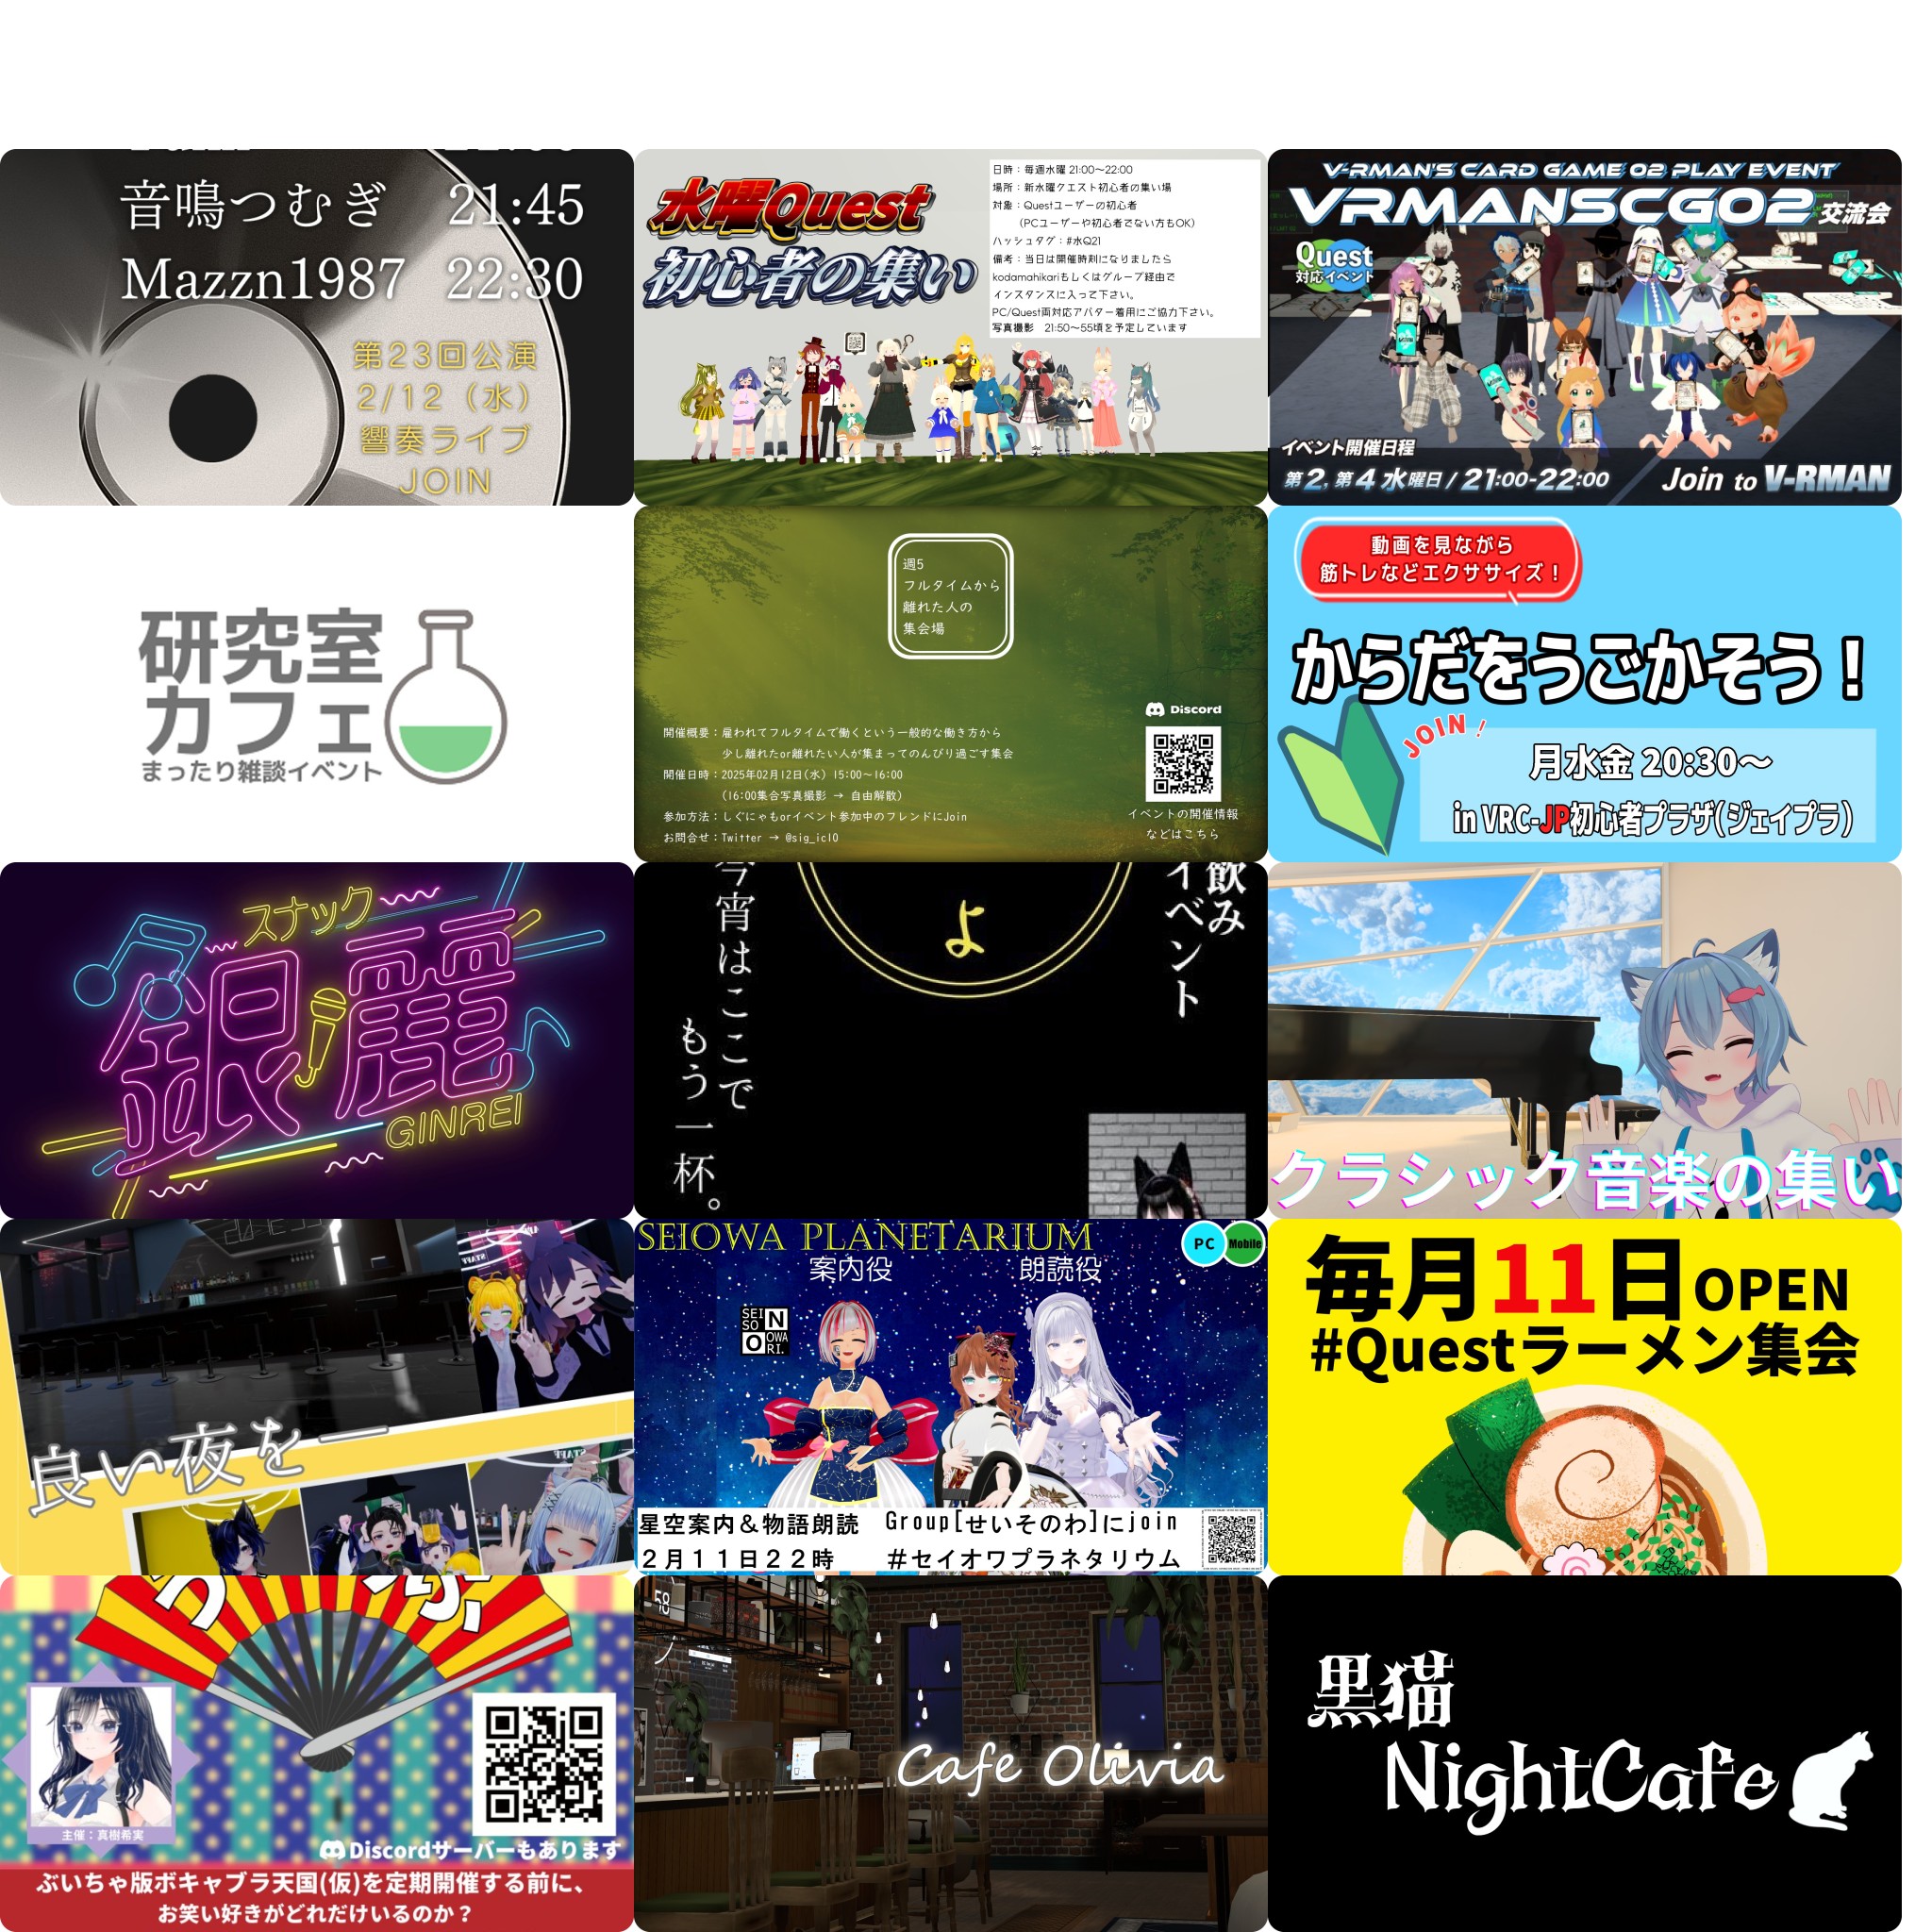 音鳴つむぎ 21:45
Mazzn1987 22:30
第23回公演
2/12（水）
響奏ライブ
JOIN
水曜Quest
初心者の集い
日時：毎週水曜 21:00～22:00
場所：新水曜クエスト初心者の集い場
対象：Questユーザーの初心者
（PCユーザーや初心者でない方もOK）
ハッシュタグ：#水Q21
備考：当日は開催時刻になりましたら
kodamahikariもしくはグループ経由で
インスタンスに入って下さい。
PC/Quest両対応アバター着用にご協力下さい。
写真撮影 21:50～55頃を予定しています
V-RMAN'S CARD GAME 02 PLAY EVENT
VRMANSCG02交流会
Quest
対応イベント
イベント開催日程
第2, 第4 水曜日 / 21:00-22:00
Join to V-RMAN
研究室
カフェ
まったり雑談イベント
週5
フルタイムから
離れた人の
集会場
開催概要：雇われてフルタイムで働くという一般的な働き方から
少し離れたor離れたい人が集まってのんびり過ごす集会
開催日時：2025年02月12日(水) 15:00～16:00
(16:00集合写真撮影 → 自由解散)
参加方法：しぐにゃもorイベント参加中のフレンドにJoin
お問合せ：Twitter → @sig_icl0
Discord
イベントの開催情報
などはこちら
動画を見ながら
筋トレなどエクササイズ！
からだをうごかそう！
JOIN！
月水金 20:30～
in VRC-JP初心者プラザ(ジェイプラ)
スナック
銀麗
GINREI
飲み
イベント
よ
今宵はここで
もう一杯。
クラシック音楽の集い
良い夜を―
SEIOWA PLANETARIUM
PC Mobile
案内役 朗読役
SEI N
SO
O OWA
RI.
星空案内＆物語朗読 Group[せいそのわ]にjoin
２月１１日２２時 ＃セイオワプラネタリウム
毎月11日OPEN
#Questラーメン集会
主催：真樹希実
Discordサーバーもあります
ぶいちゃ版ボキャブラ天国(仮)を定期開催する前に、
お笑い好きがどれだけいるのか？
Cafe Olivia
黒猫
NightCafe